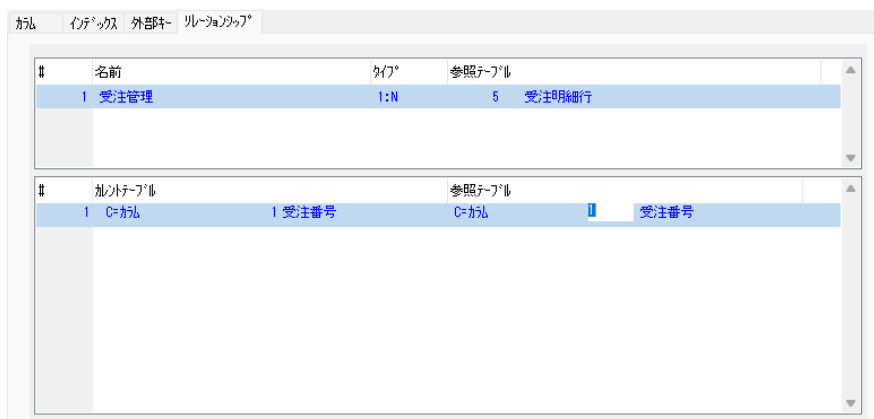 ｶﾗﾑ ｲﾝﾃﾞｯｸｽ 外部ｷｰ ﾘﾚｰｼｮﾝｼｯﾌﾟ
# 名前 ﾀｲﾌﾟ 参照ﾃｰﾌﾞﾙ
1 受注管理 1:N 5 受注明細行
# ｶﾚﾝﾄﾃｰﾌﾞﾙ 参照ﾃｰﾌﾞﾙ
1 C=ｶﾗﾑ 1 受注番号 C=ｶﾗﾑ 1 受注番号